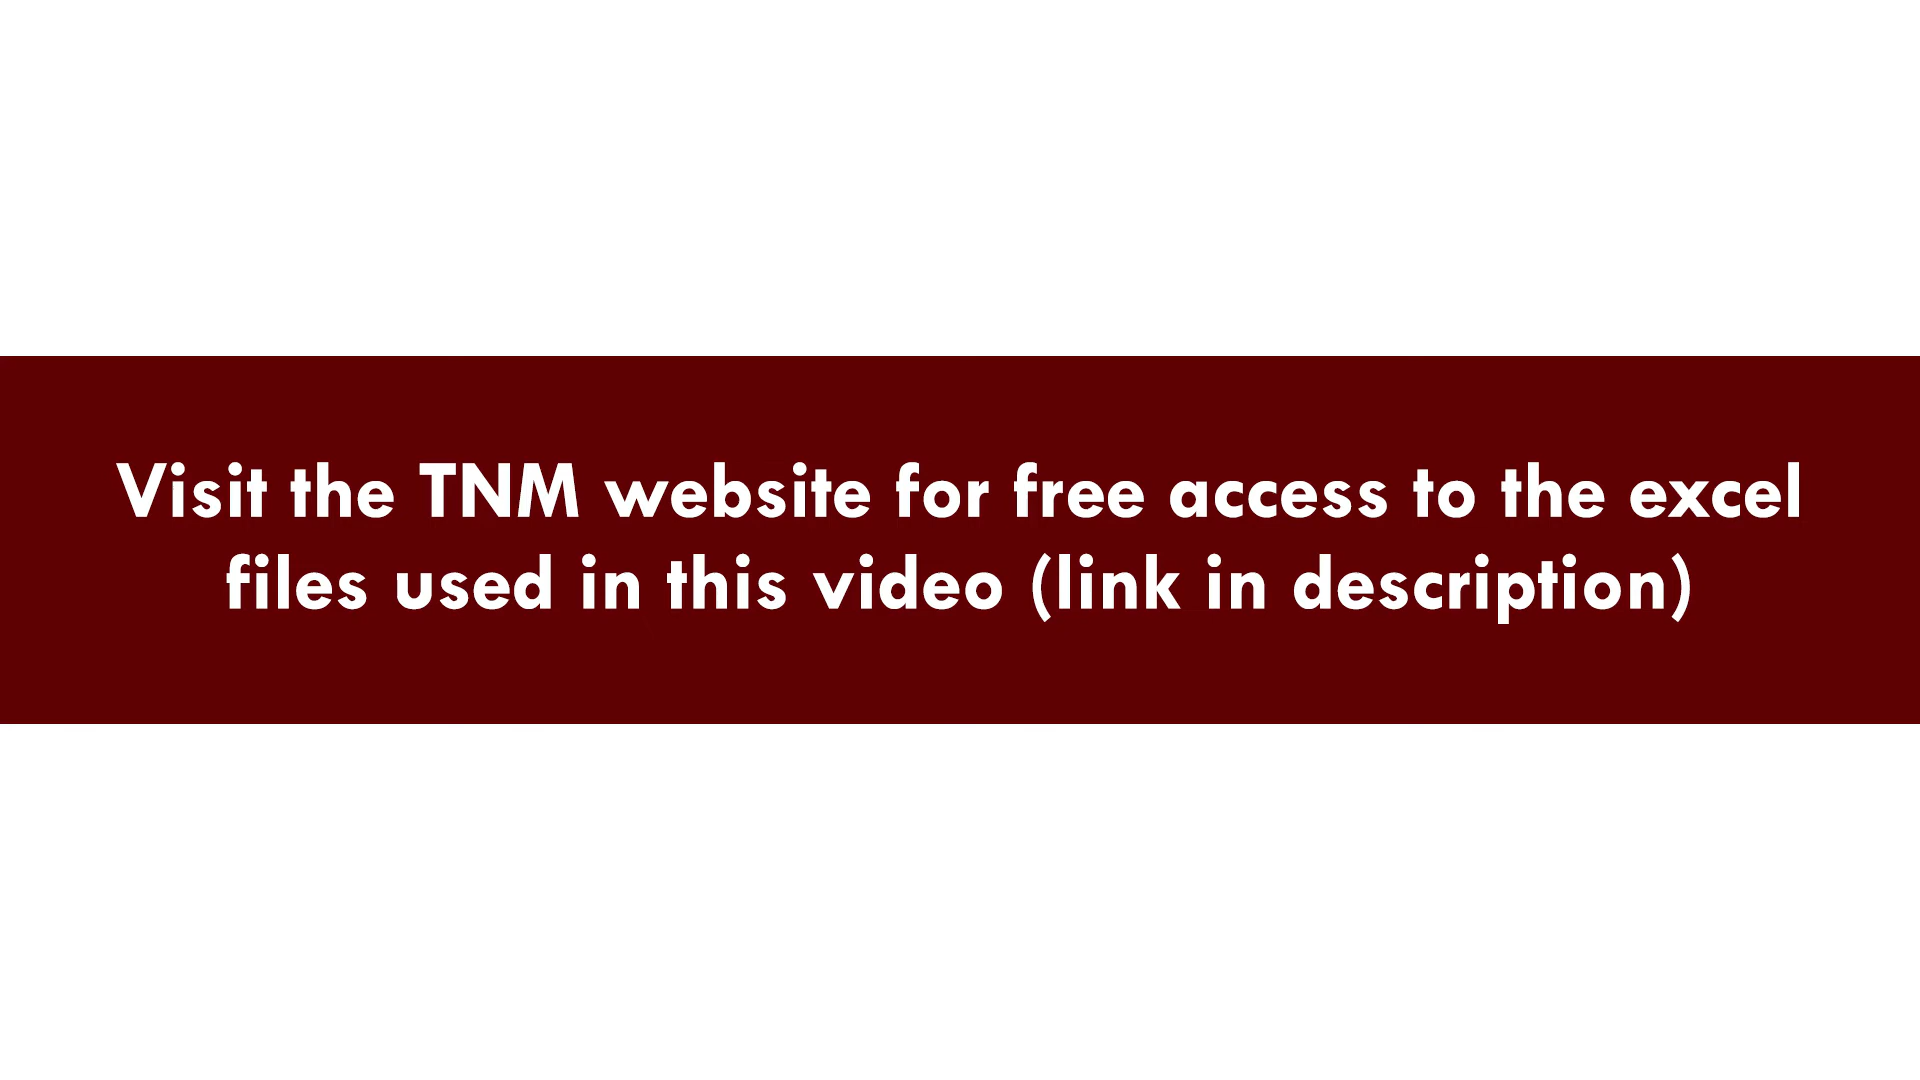 Visit the TNM website for free access to the excel
files used in this video (link in description)